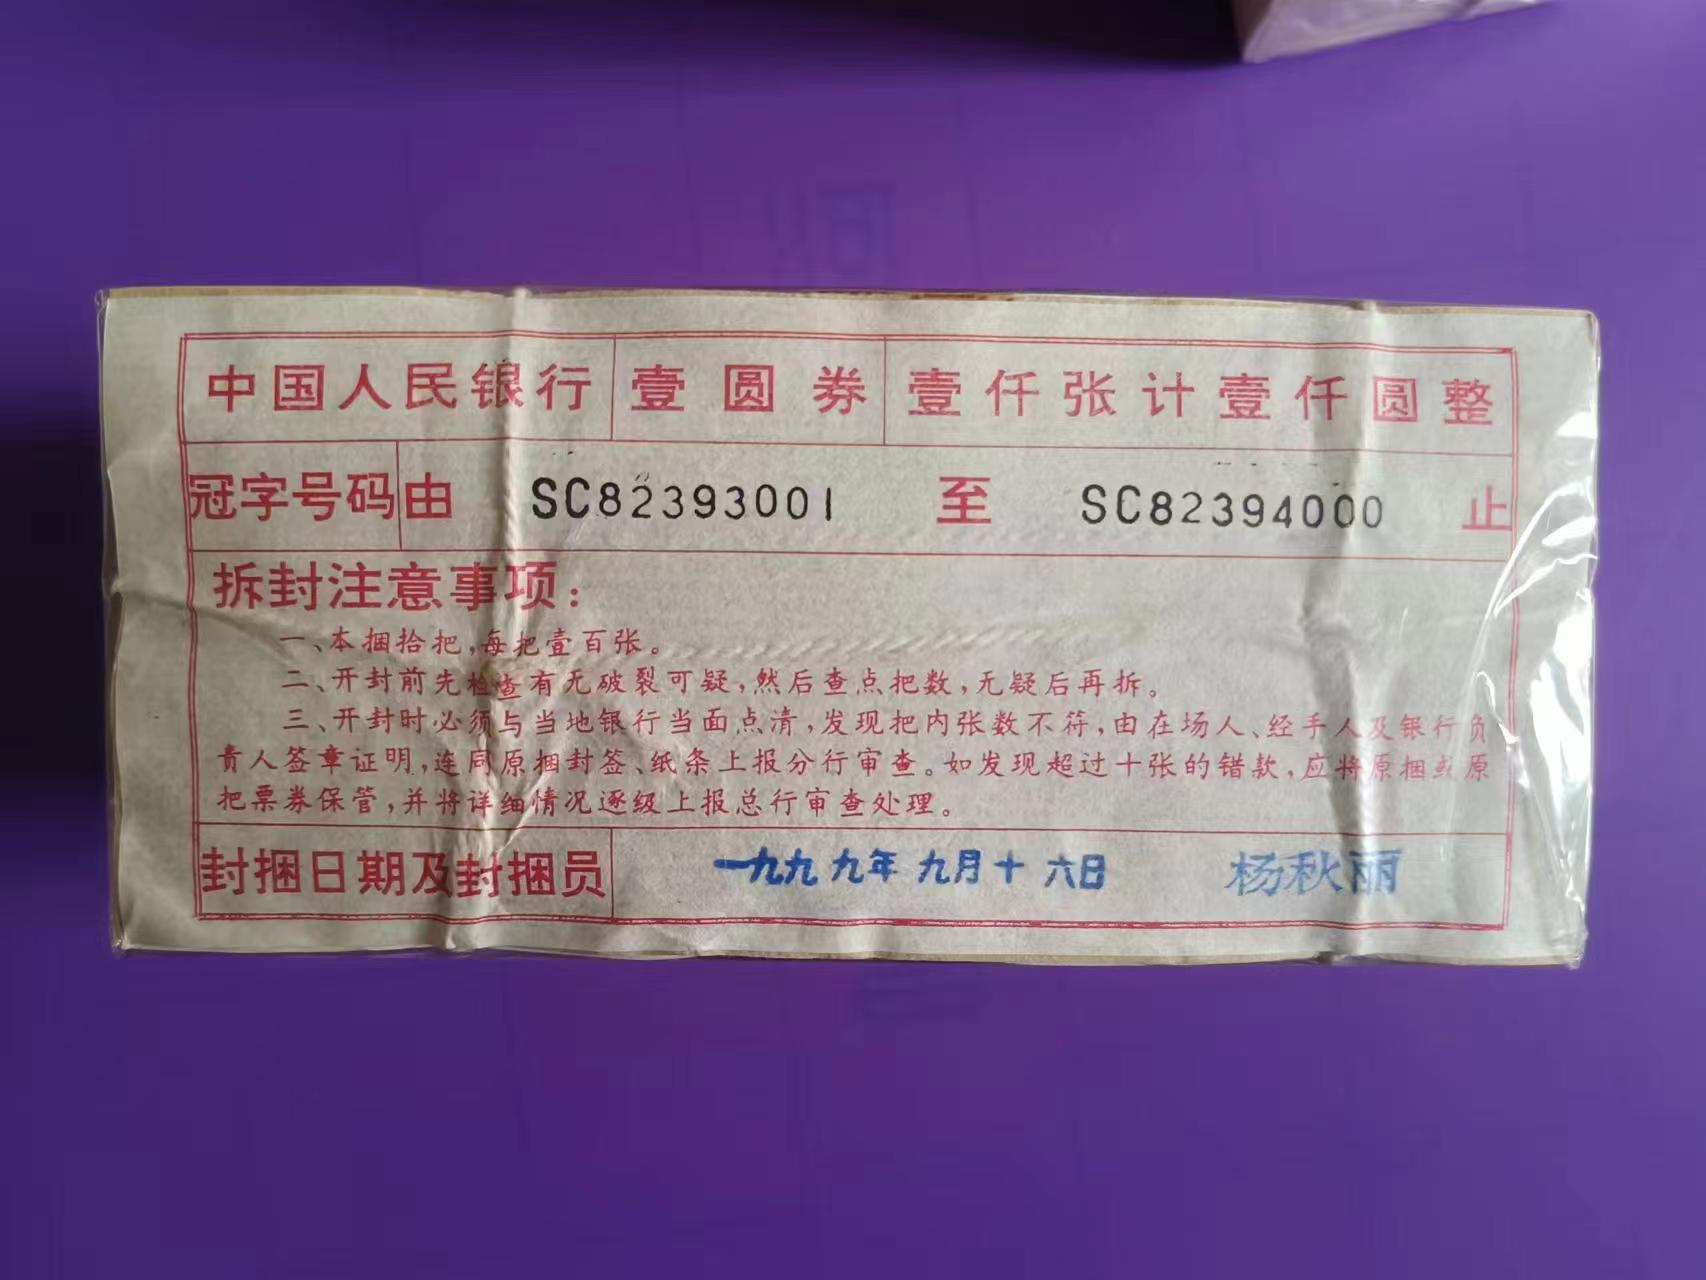 中国人民银行 壹圆券 壹仟张计壹仟圆整
冠字号码 由 SC82393001 至 SC82394000 止
拆封注意事项：
一、本捆拾把，每把壹百张。
二、开封前先检查有无破裂可疑，然后查点把数，无疑后再拆。
三、开封时必须与当地银行当面点清，发现把内张数不符，由在场人、经手人及银行负
责人签章证明，连同原捆封签、纸条上报分行审查。如发现超过十张的错款，应将原捆或原
把票券保管，并将详细情况逐级上报总行审查处理。
封捆日期及封捆员 一九九九年九月十六日 杨秋丽